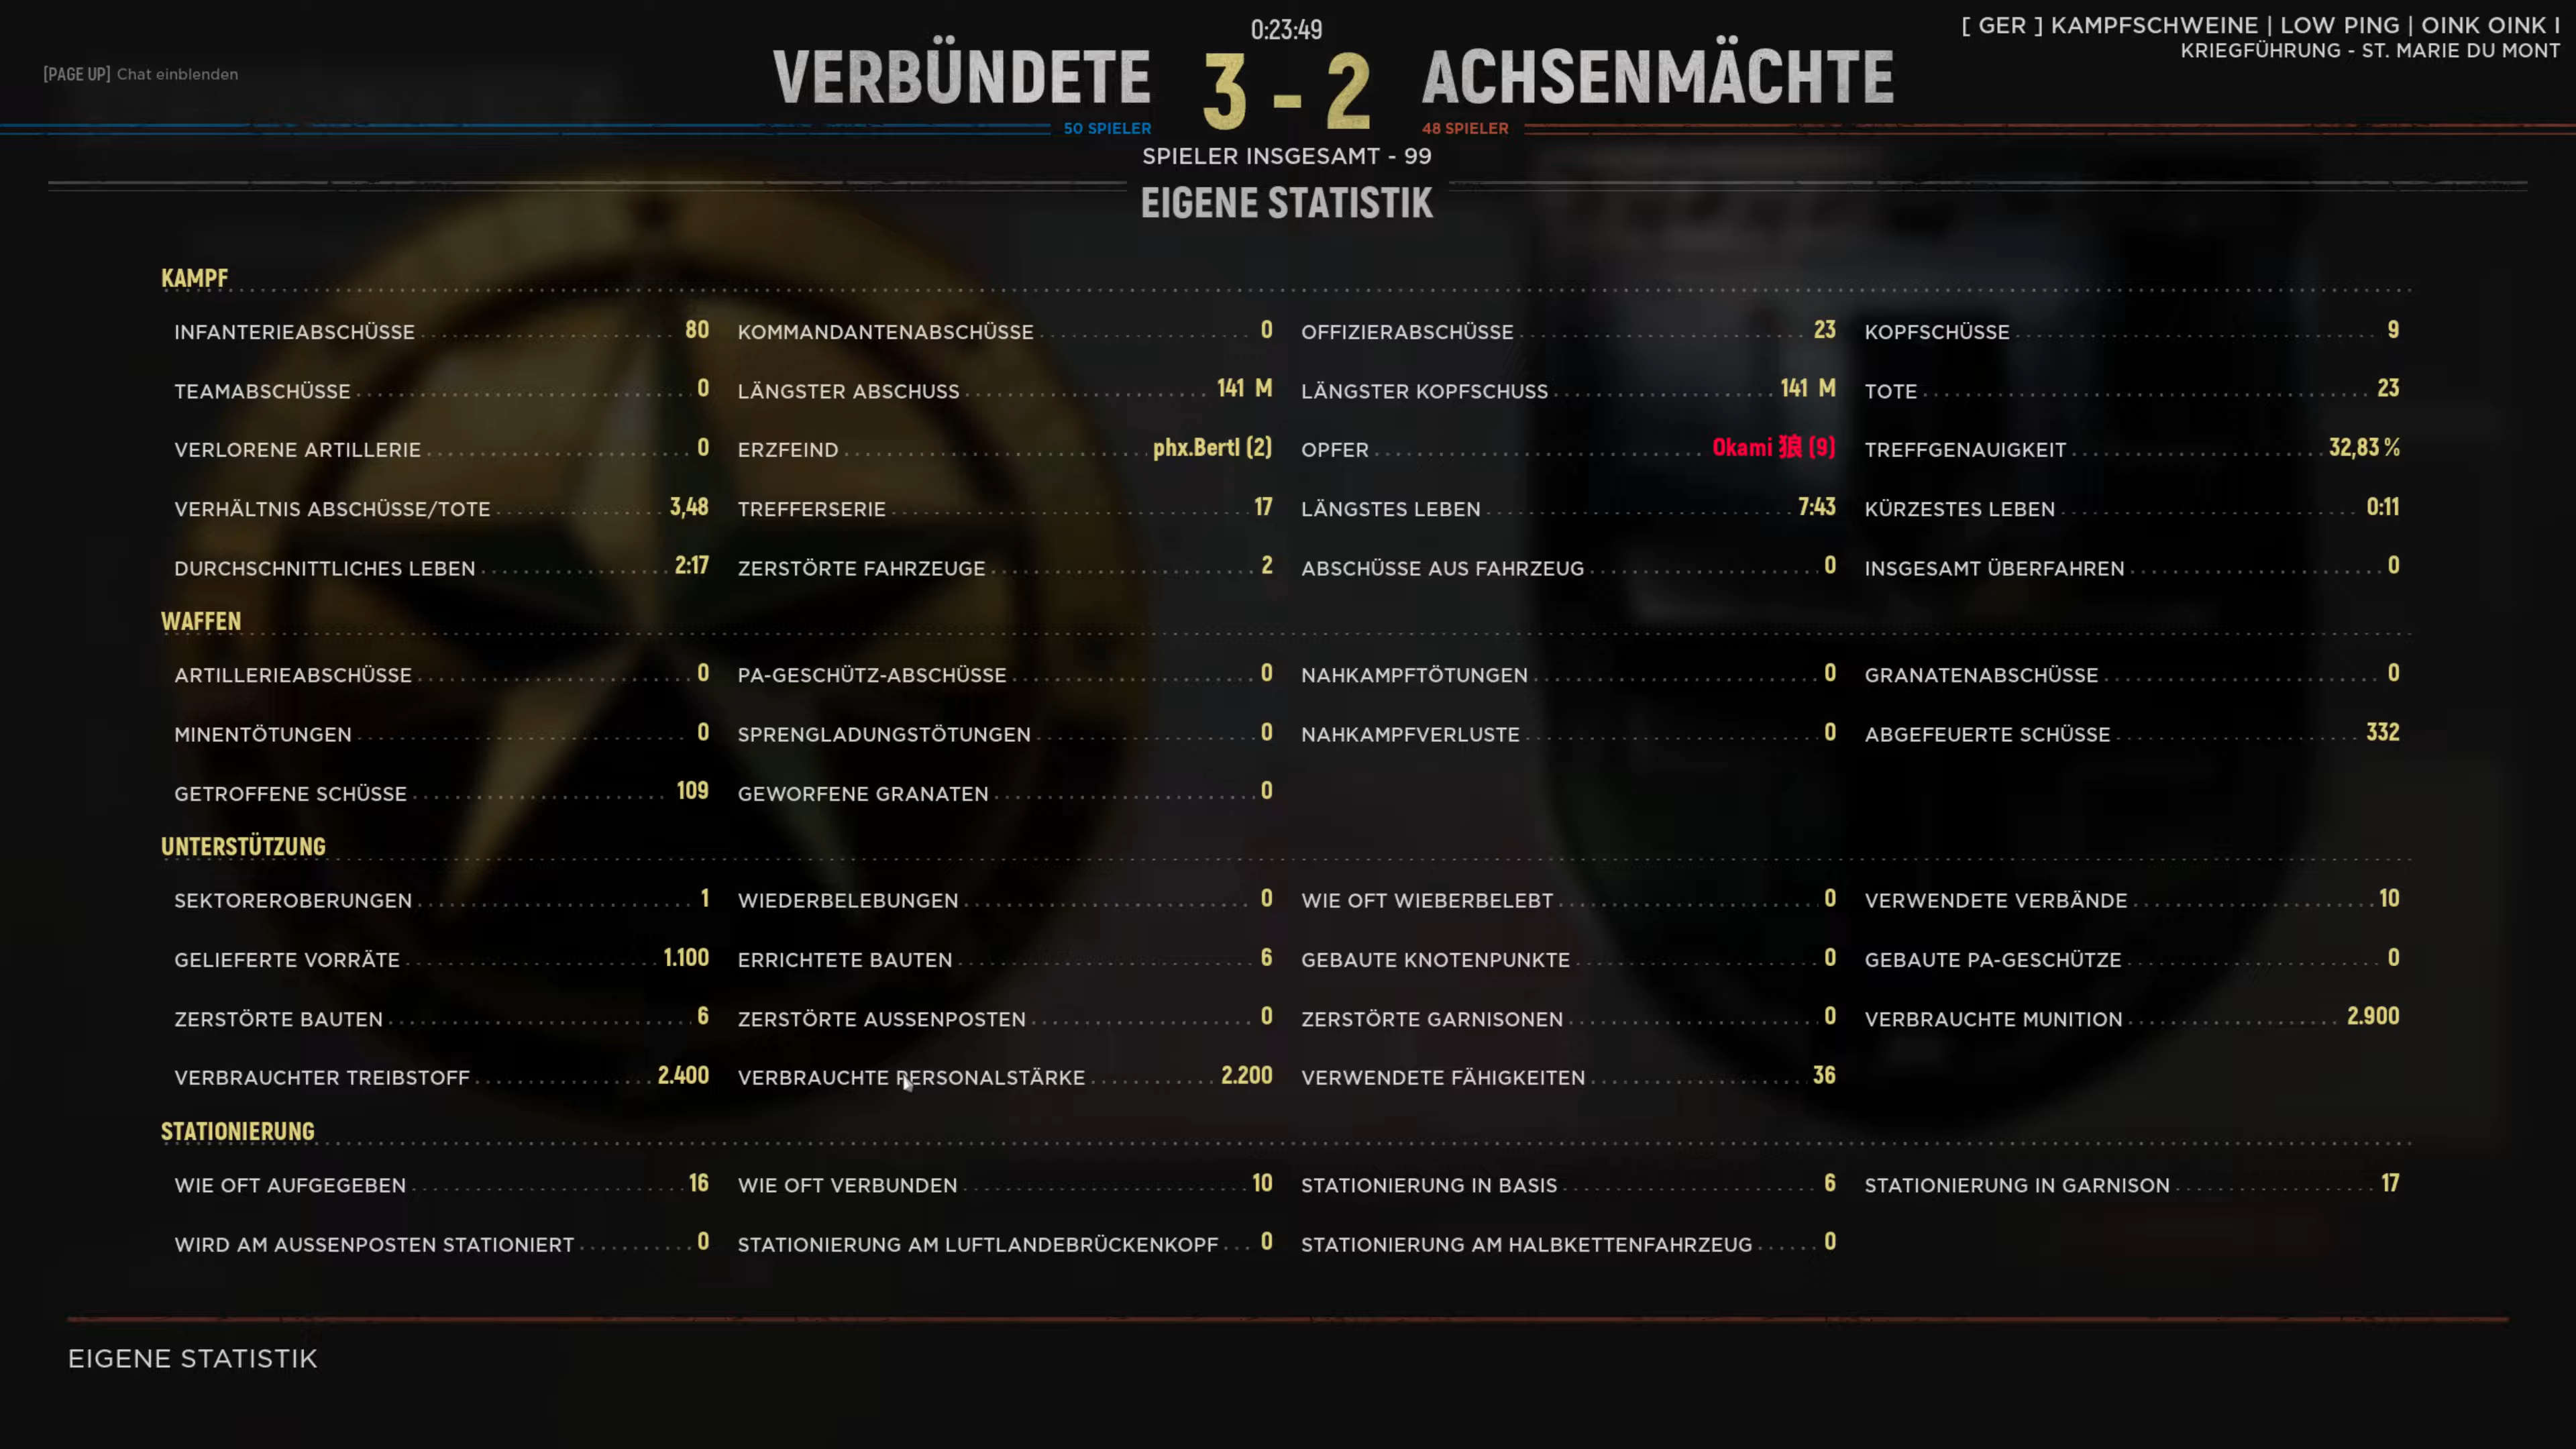 0:23:49
[ GER ] KAMPFSCHWEINE | LOW PING | OINK OINK I
KRIEGFÜHRUNG - ST. MARIE DU MONT
[PAGE UP] Chat einblenden
VERBÜNDETE 3 - 2 ACHSENMÄCHTE
50 SPIELER 48 SPIELER
SPIELER INSGESAMT - 99
EIGENE STATISTIK
KAMPF
INFANTERIEABSCHÜSSE 80 KOMMANDANTENABSCHÜSSE 0 OFFIZIERABSCHÜSSE 23 KOPFSCHÜSSE 9
TEAMABSCHÜSSE 0 LÄNGSTER ABSCHUSS 141 M LÄNGSTER KOPFSCHUSS 141 M TOTE 23
VERLORENE ARTILLERIE 0 ERZFEIND phx.Bertl (2) OPFER Okami 狼 (9) TREFFGENAUIGKEIT 32,83 %
VERHÄLTNIS ABSCHÜSSE/TOTE 3,48 TREFFERSERIE 17 LÄNGSTES LEBEN 7:43 KÜRZESTES LEBEN 0:11
DURCHSCHNITTLICHES LEBEN 2:17 ZERSTÖRTE FAHRZEUGE 2 ABSCHÜSSE AUS FAHRZEUG 0 INSGESAMT ÜBERFAHREN 0
WAFFEN
ARTILLERIEABSCHÜSSE 0 PA-GESCHÜTZ-ABSCHÜSSE 0 NAHKAMPFTÖTUNGEN 0 GRANATENABSCHÜSSE 0
MINENTÖTUNGEN 0 SPRENGLADUNGSTÖTUNGEN 0 NAHKAMPFVERLUSTE 0 ABGEFEUERTE SCHÜSSE 332
GETROFFENE SCHÜSSE 109 GEWORFENE GRANATEN 0
UNTERSTÜTZUNG
SEKTOREROBERUNGEN 1 WIEDERBELEBUNGEN 0 WIE OFT WIEBERBELEBT 0 VERWENDETE VERBÄNDE 10
GELIEFERTE VORRÄTE 1.100 ERRICHTETE BAUTEN 6 GEBAUTE KNOTENPUNKTE 0 GEBAUTE PA-GESCHÜTZE 0
ZERSTÖRTE BAUTEN 6 ZERSTÖRTE AUSSENPOSTEN 0 ZERSTÖRTE GARNISONEN 0 VERBRAUCHTE MUNITION 2.900
VERBRAUCHTER TREIBSTOFF 2.400 VERBRAUCHTE PERSONALSTÄRKE 2.200 VERWENDETE FÄHIGKEITEN 36
STATIONIERUNG
WIE OFT AUFGEGEBEN 16 WIE OFT VERBUNDEN 10 STATIONIERUNG IN BASIS 6 STATIONIERUNG IN GARNISON 17
WIRD AM AUSSENPOSTEN STATIONIERT 0 STATIONIERUNG AM LUFTLANDEBRÜCKENKOPF 0 STATIONIERUNG AM HALBKETTENFAHRZEUG 0
EIGENE STATISTIK